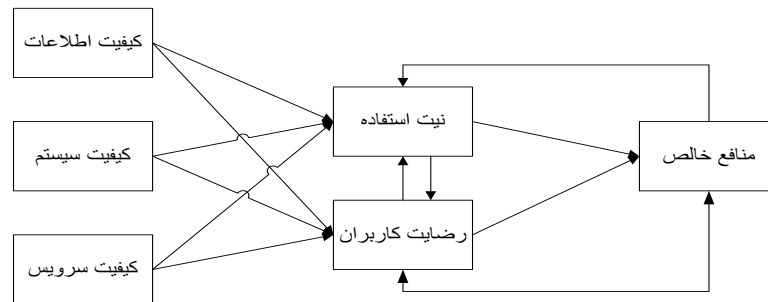 کیفیت اطلاعات
نیت استفاده
کیفیت سیستم
منافع خالص
رضایت کاربران
کیفیت سرویس